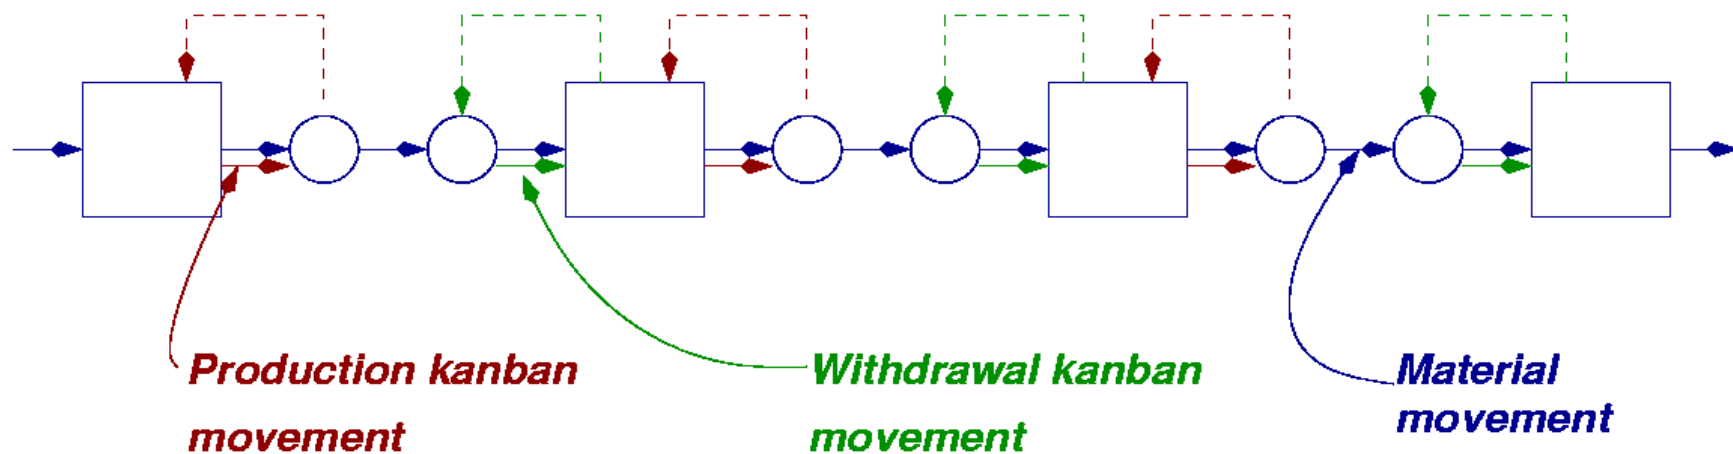 Production kanban
movement
Withdrawal kanban
movement
Material
movement